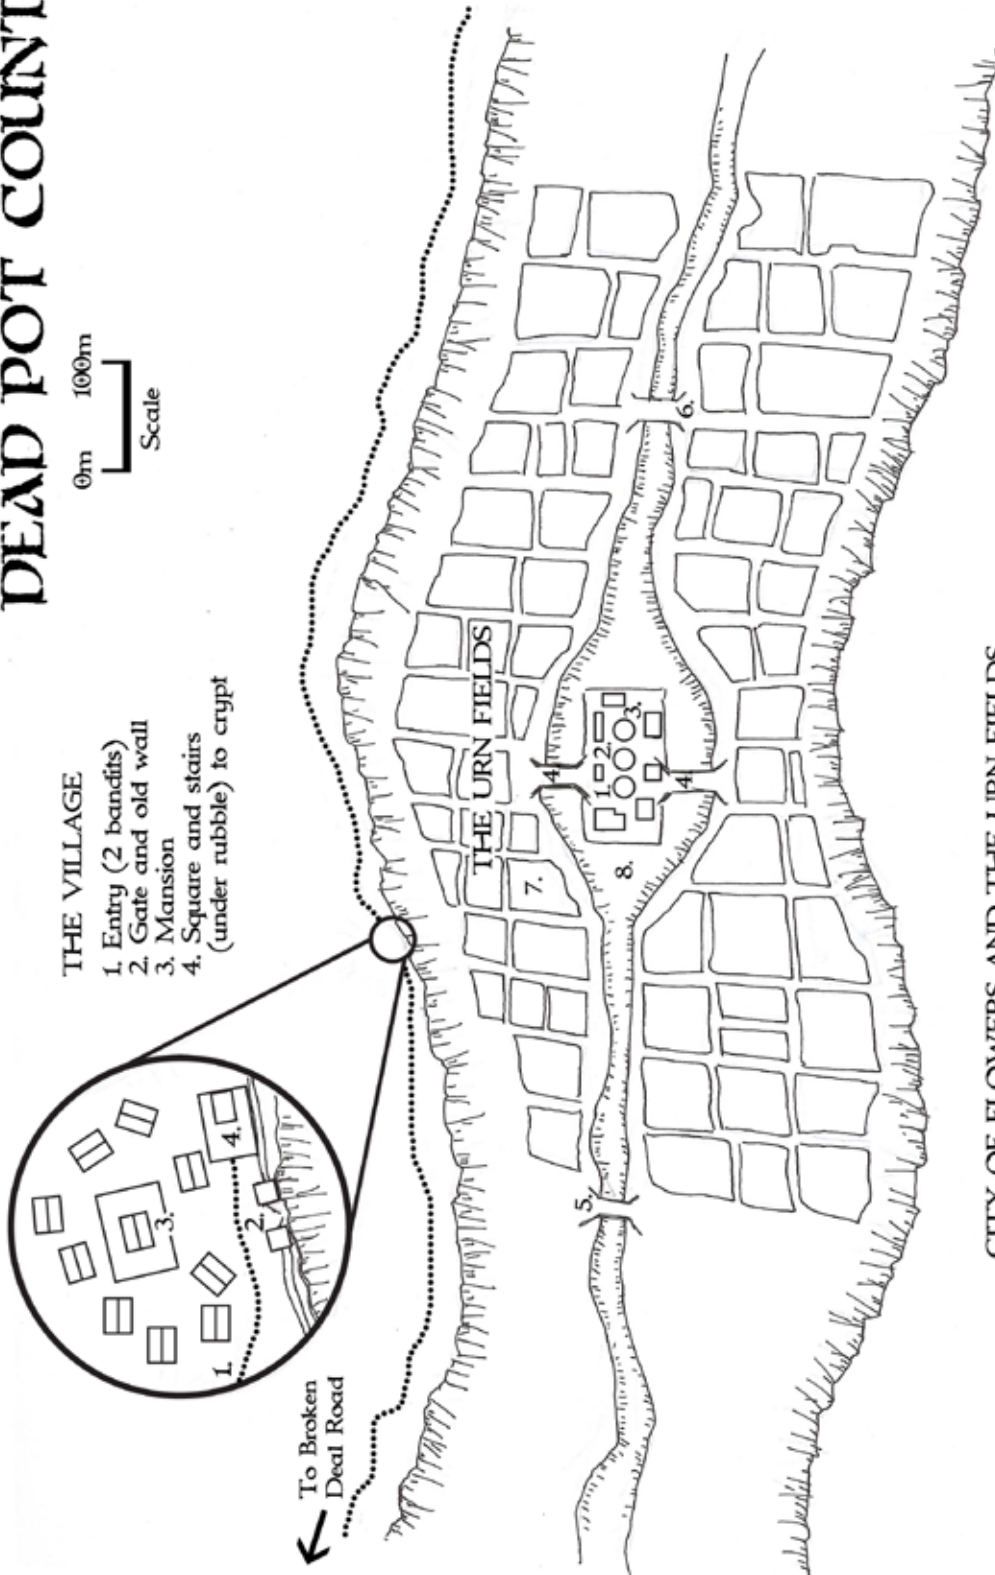 DEAD POT COUNT
0m 100m
Scale
THE VILLAGE
1. Entry (2 bandits)
2. Gate and old wall
3. Mansion
4. Square and stairs
(under rubble) to crypt
3.
4.
1.
2.
To Broken
Deal Road
THE URN FIELDS
7.
4.
5.
1.
2.
3.
8.
4.
6.
CITY OF FLOWERS AND THE URN FIELDS